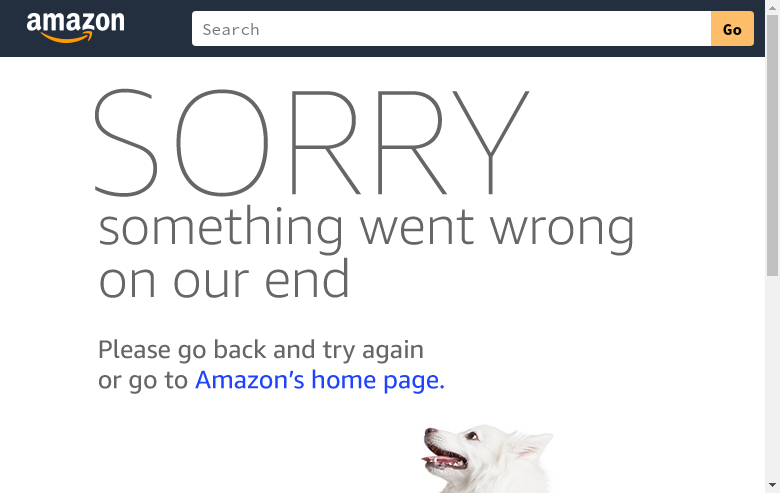 amazon
Search
Go
SORRY
something went wrong
on our end
Please go back and try again
or go to Amazon's home page.